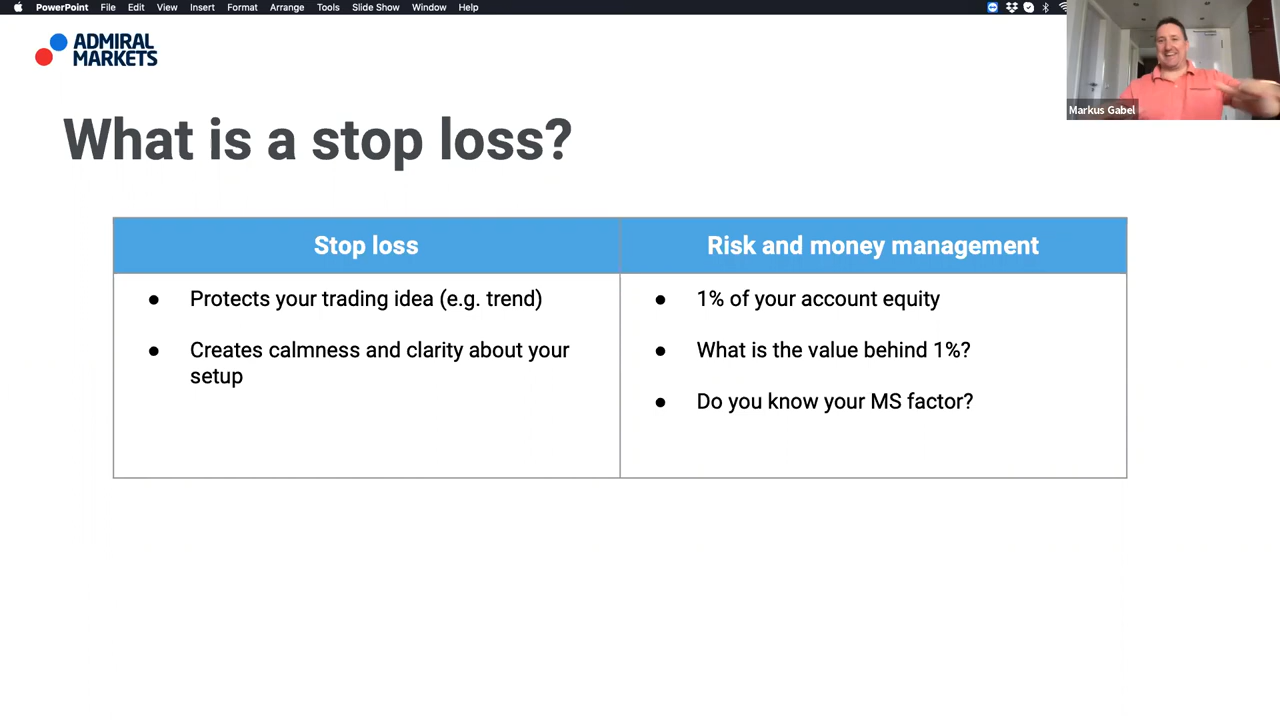 PowerPoint File Edit View Insert Format Arrange Tools Slide Show Window Help
ADMIRAL
MARKETS
Markus Gabel
What is a stop loss?
Stop loss
Risk and money management
● Protects your trading idea (e.g. trend)
● Creates calmness and clarity about your
setup
● 1% of your account equity
● What is the value behind 1%?
● Do you know your MS factor?